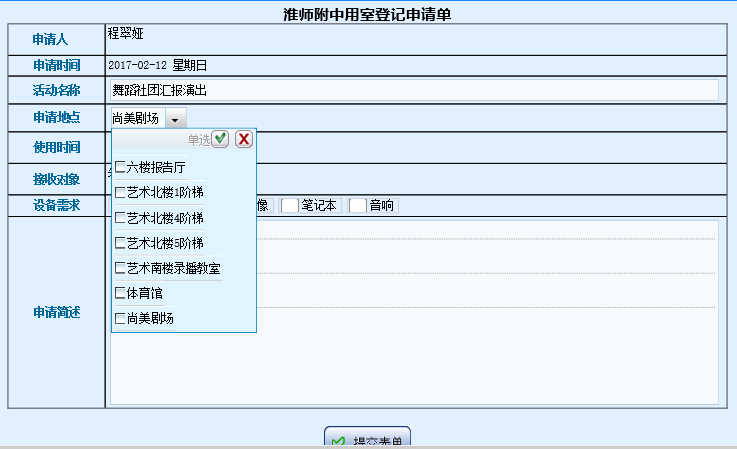 淮师附中用室登记申请单
申请人 程翠娅
申请时间 2017-02-12 星期日
活动名称 舞蹈社团汇报演出
申请地点 尚美剧场
单选
使用时间
六楼报告厅
接收对象
艺术北楼1阶梯
设备需求 像 笔记本 音响
艺术北楼4阶梯
艺术北楼5阶梯
艺术南楼录播教室
体育馆
申请简述
尚美剧场
提交表单